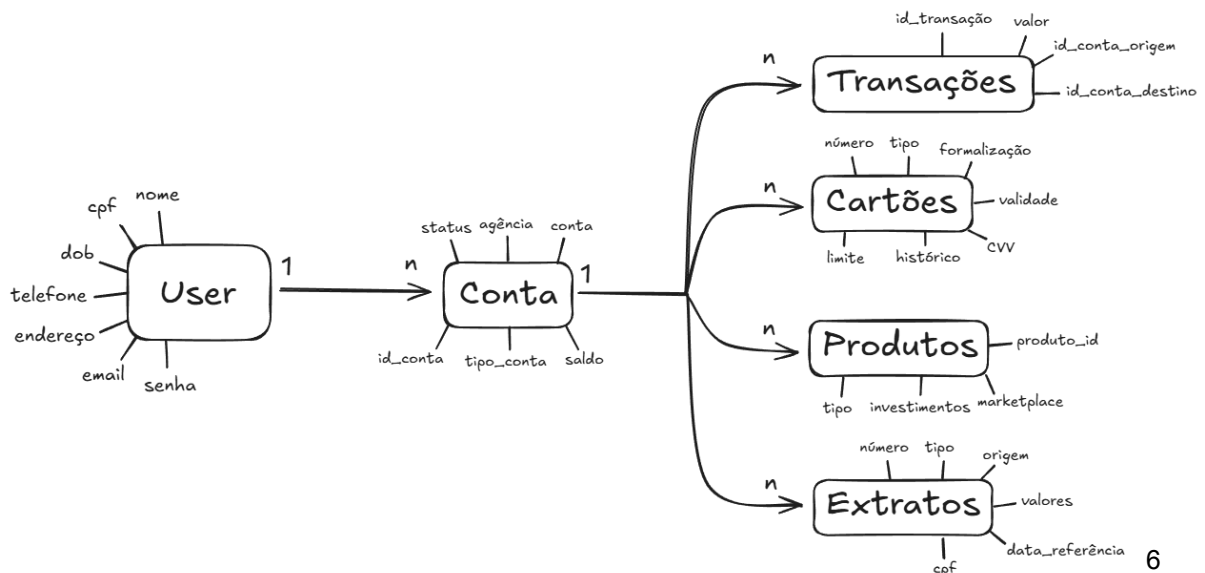 id_transação
valor
id_conta_origem
n
Transações
id_conta_destino
número
tipo
formalização
n
Cartões
validade
CVV
limite
histórico
cpf
nome
dob
telefone
endereço
email
senha
User
1
n
status
agência
conta
Conta
1
id_conta
tipo_conta
saldo
n
Produtos
produto_id
tipo
investimentos
marketplace
número
tipo
origem
n
Extratos
valores
data_referência
cpf
6